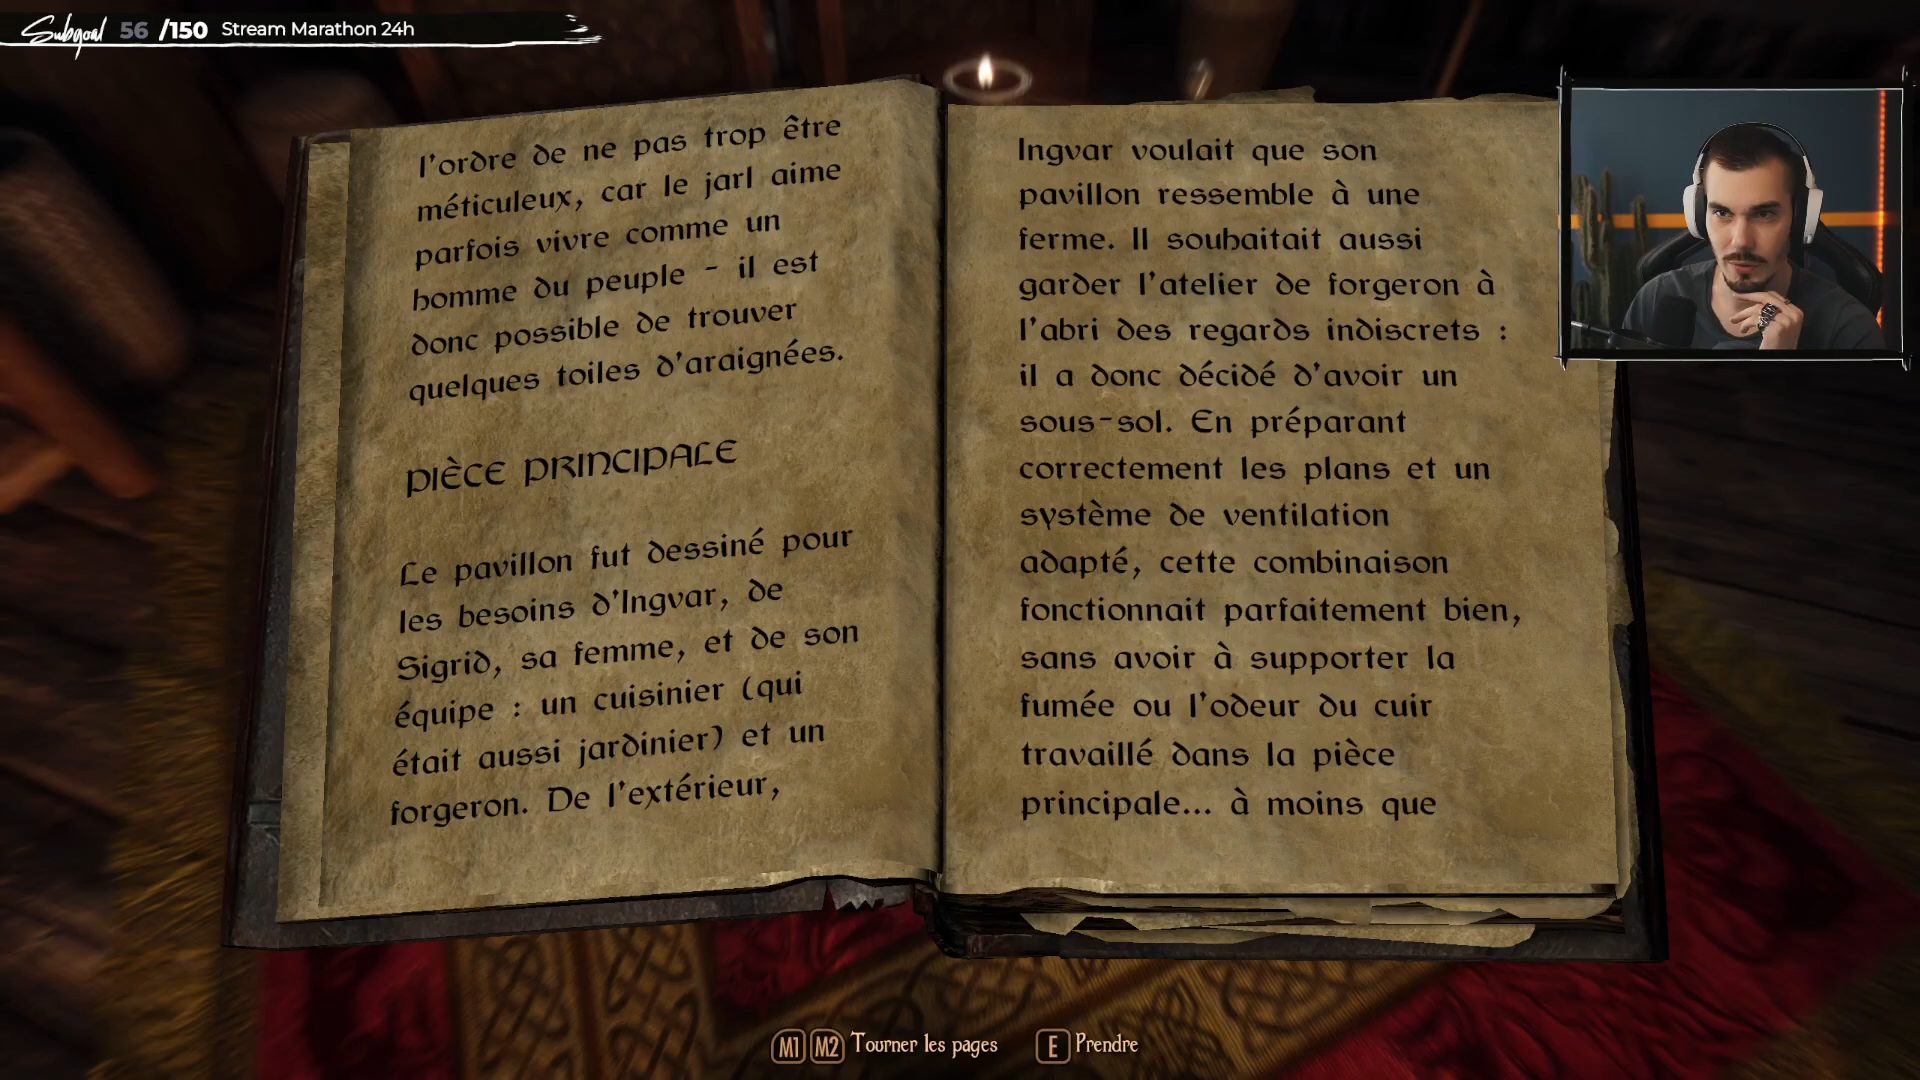 Subgoal 56 /150 Stream Marathon 24h
l'ordre de ne pas trop être
méticuleux, car le jarl aime
parfois vivre comme un
homme du peuple - il est
donc possible de trouver
quelques toiles d'araignées.
PIÈCE PRINCIPALE
Le pavillon fut dessiné pour
les besoins d'Ingvar, de
Sigrid, sa femme, et de son
équipe : un cuisinier (qui
était aussi jardinier) et un
forgeron. De l'extérieur,
Ingvar voulait que son
pavillon ressemble à une
ferme. Il souhaitait aussi
garder l'atelier de forgeron à
l'abri des regards indiscrets :
il a donc décidé d'avoir un
sous-sol. En préparant
correctement les plans et un
système de ventilation
adapté, cette combinaison
fonctionnait parfaitement bien,
sans avoir à supporter la
fumée ou l'odeur du cuir
travaillé dans la pièce
principale... à moins que
M1 M2 Tourner les pages E Prendre